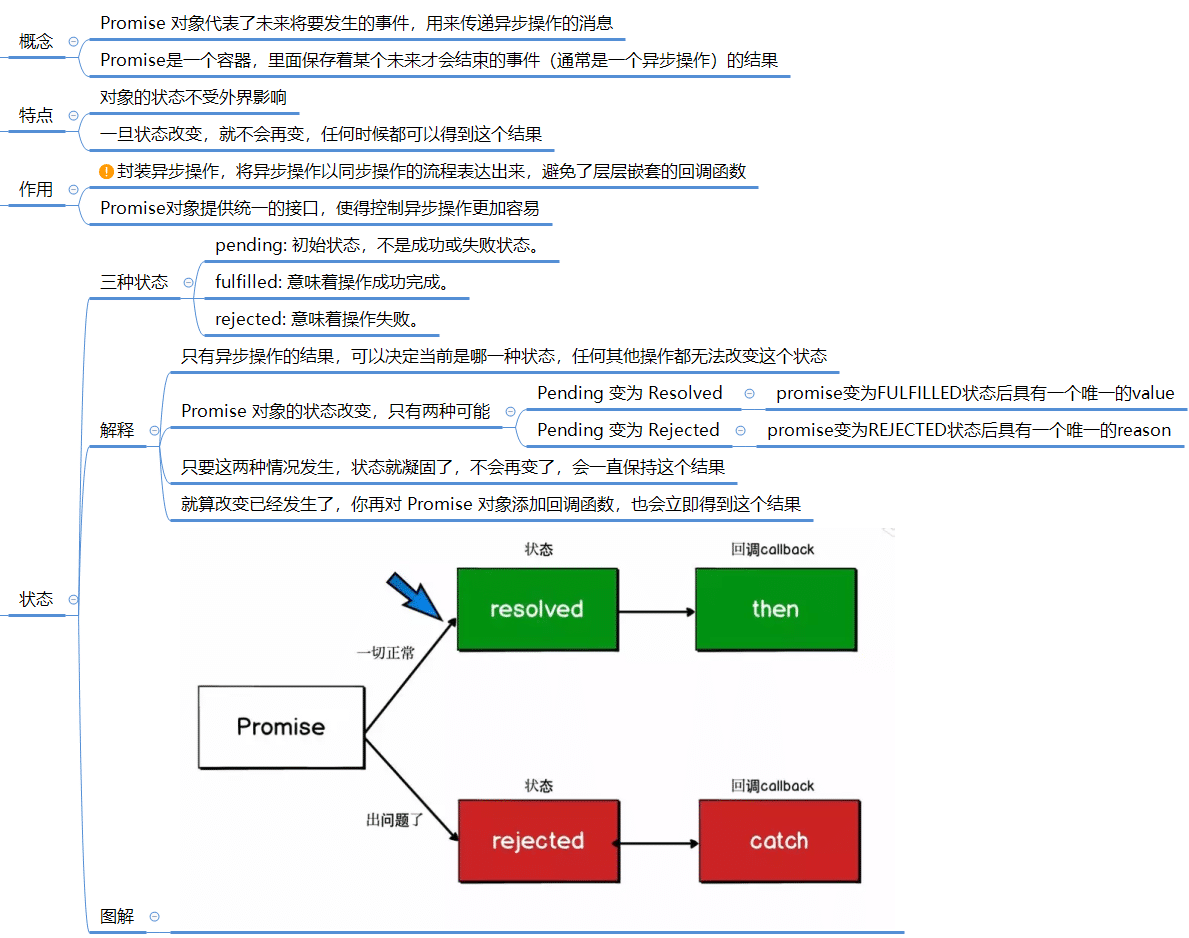 概念
Promise 对象代表了未来将要发生的事件，用来传递异步操作的消息
Promise是一个容器，里面保存着某个未来才会结束的事件（通常是一个异步操作）的结果
特点
对象的状态不受外界影响
一旦状态改变，就不会再变，任何时候都可以得到这个结果
作用
封装异步操作，将异步操作以同步操作的流程表达出来，避免了层层嵌套的回调函数
Promise对象提供统一的接口，使得控制异步操作更加容易
状态
三种状态
pending: 初始状态，不是成功或失败状态。
fulfilled: 意味着操作成功完成。
rejected: 意味着操作失败。
解释
只有异步操作的结果，可以决定当前是哪一种状态，任何其他操作都无法改变这个状态
Promise 对象的状态改变，只有两种可能
Pending 变为 Resolved
promise变为FULFILLED状态后具有一个唯一的value
Pending 变为 Rejected
promise变为REJECTED状态后具有一个唯一的reason
只要这两种情况发生，状态就凝固了，不会再变了，会一直保持这个结果
就算改变已经发生了，你再对 Promise 对象添加回调函数，也会立即得到这个结果
图解
状态
回调callback
resolved
then
一切正常
Promise
出问题了
状态
回调callback
rejected
catch